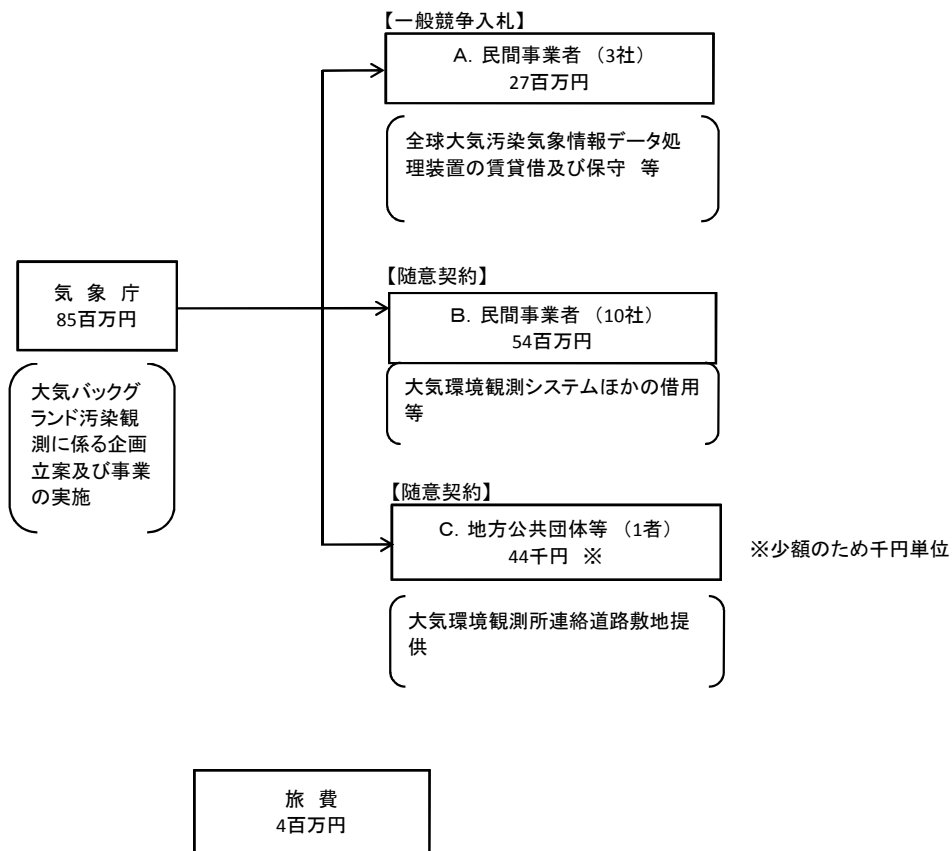 【一般競争入札】
A．民間事業者 （3社）
27百万円
全球大気汚染気象情報データ処
理装置の賃貸借及び保守 等
気 象 庁
85百万円
大気バックグ
ランド汚染観
測に係る企画
立案及び事業
の実施
【随意契約】
B．民間事業者 （10社）
54百万円
大気環境観測システムほかの借用
等
【随意契約】
C．地方公共団体等 （1者）
44千円 ※
※少額のため千円単位
大気環境観測所連絡道路敷地提
供
旅 費
4百万円